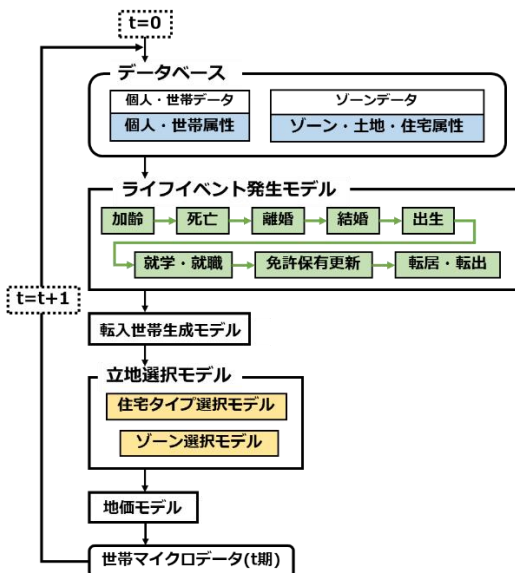 t=0
データベース
個人・世帯データ
個人・世帯属性
ゾーンデータ
ゾーン・土地・住宅属性
ライフイベント発生モデル
加齢
死亡
離婚
結婚
出生
就学・就職
免許保有更新
転居・転出
t=t+1
転入世帯生成モデル
立地選択モデル
住宅タイプ選択モデル
ゾーン選択モデル
地価モデル
世帯マイクロデータ(t期)